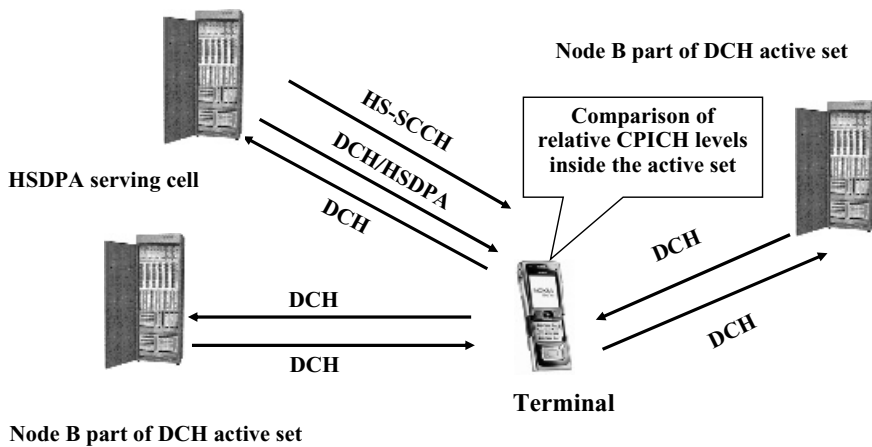 Node B part of DCH active set
HS-SCCH
Comparison of
relative CPICH levels
inside the active set
DCH/HSDPA
HSDPA serving cell
DCH
DCH
DCH
DCH
DCH
NOKIA
Terminal
Node B part of DCH active set